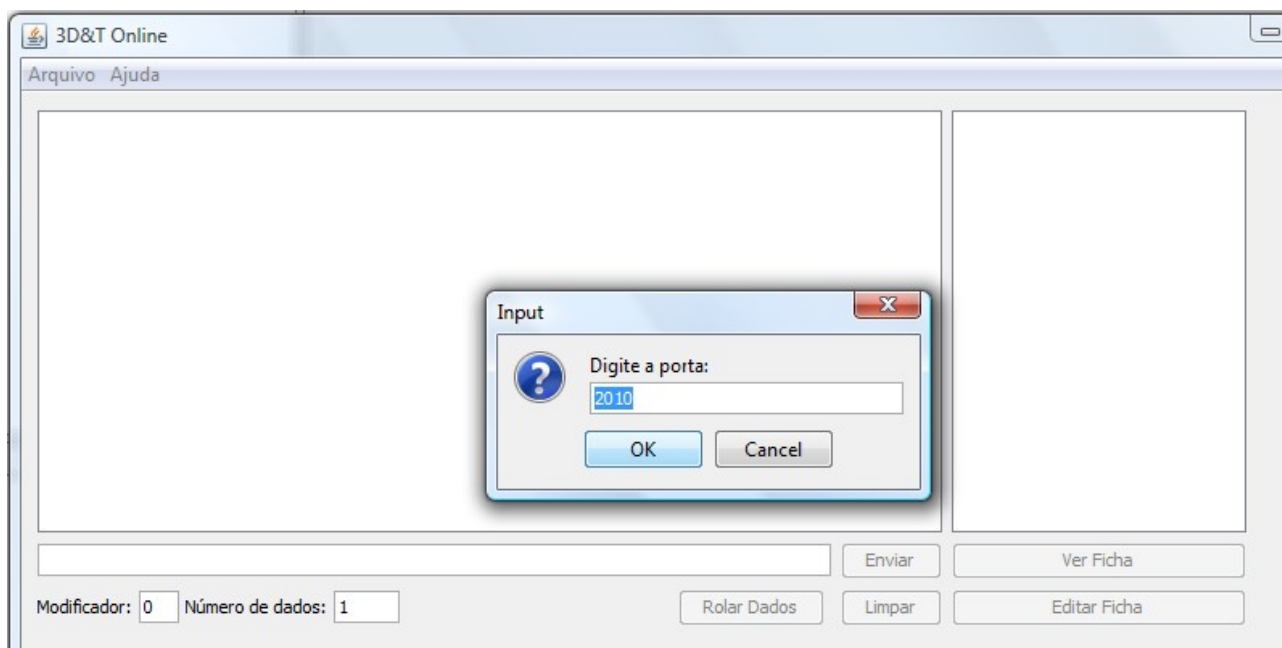 3D&T Online
Arquivo Ajuda
Input
Digite a porta:
2010
OK Cancel
Enviar Ver Ficha
Modificador: 0 Número de dados: 1 Rolar Dados Limpar Editar Ficha